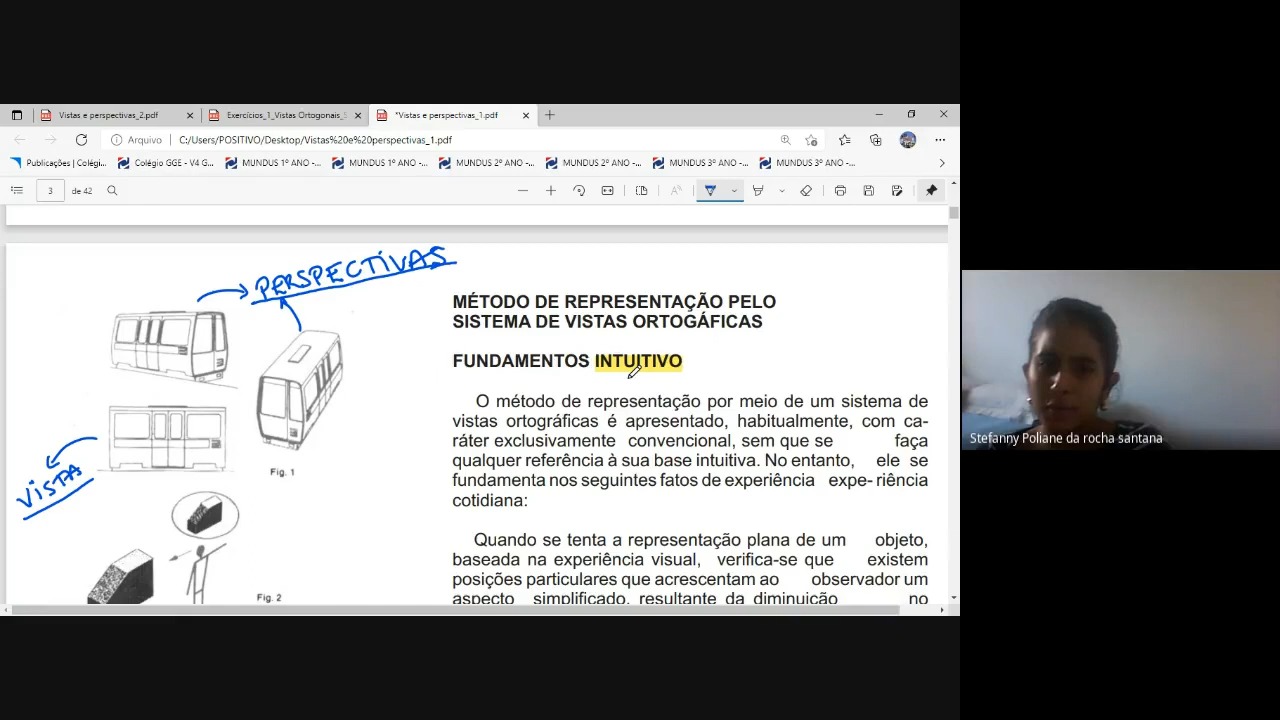 Vistas e perspectivas_2.pdf
Exercícios_1_Vistas Ortogonais_
*Vistas e perspectivas_1.pdf
Arquivo
C:/Users/POSITIVO/Desktop/Vistas%20e%20perspectivas_1.pdf
Publicações | Colégi...
Colégio GGE - V4 G...
MUNDUS 1º ANO -...
MUNDUS 1º ANO -...
MUNDUS 2º ANO -...
MUNDUS 2º ANO -...
MUNDUS 3º ANO -...
MUNDUS 3º ANO -...
3
de 42
PERSPECTIVAS
VISTA
Fig. 1
Fig. 2
MÉTODO DE REPRESENTAÇÃO PELO
SISTEMA DE VISTAS ORTOGÁFICAS
FUNDAMENTOS INTUITIVO
O método de representação por meio de um sistema de
vistas ortográficas é apresentado, habitualmente, com ca-
ráter exclusivamente convencional, sem que se faça
qualquer referência à sua base intuitiva. No entanto, ele se
fundamenta nos seguintes fatos de experiência expe- riência
cotidiana:
Quando se tenta a representação plana de um objeto,
baseada na experiência visual, verifica-se que existem
posições particulares que acrescentam ao observador um
aspecto simplificado, resultante da diminuição no
Stefanny Poliane da rocha santana